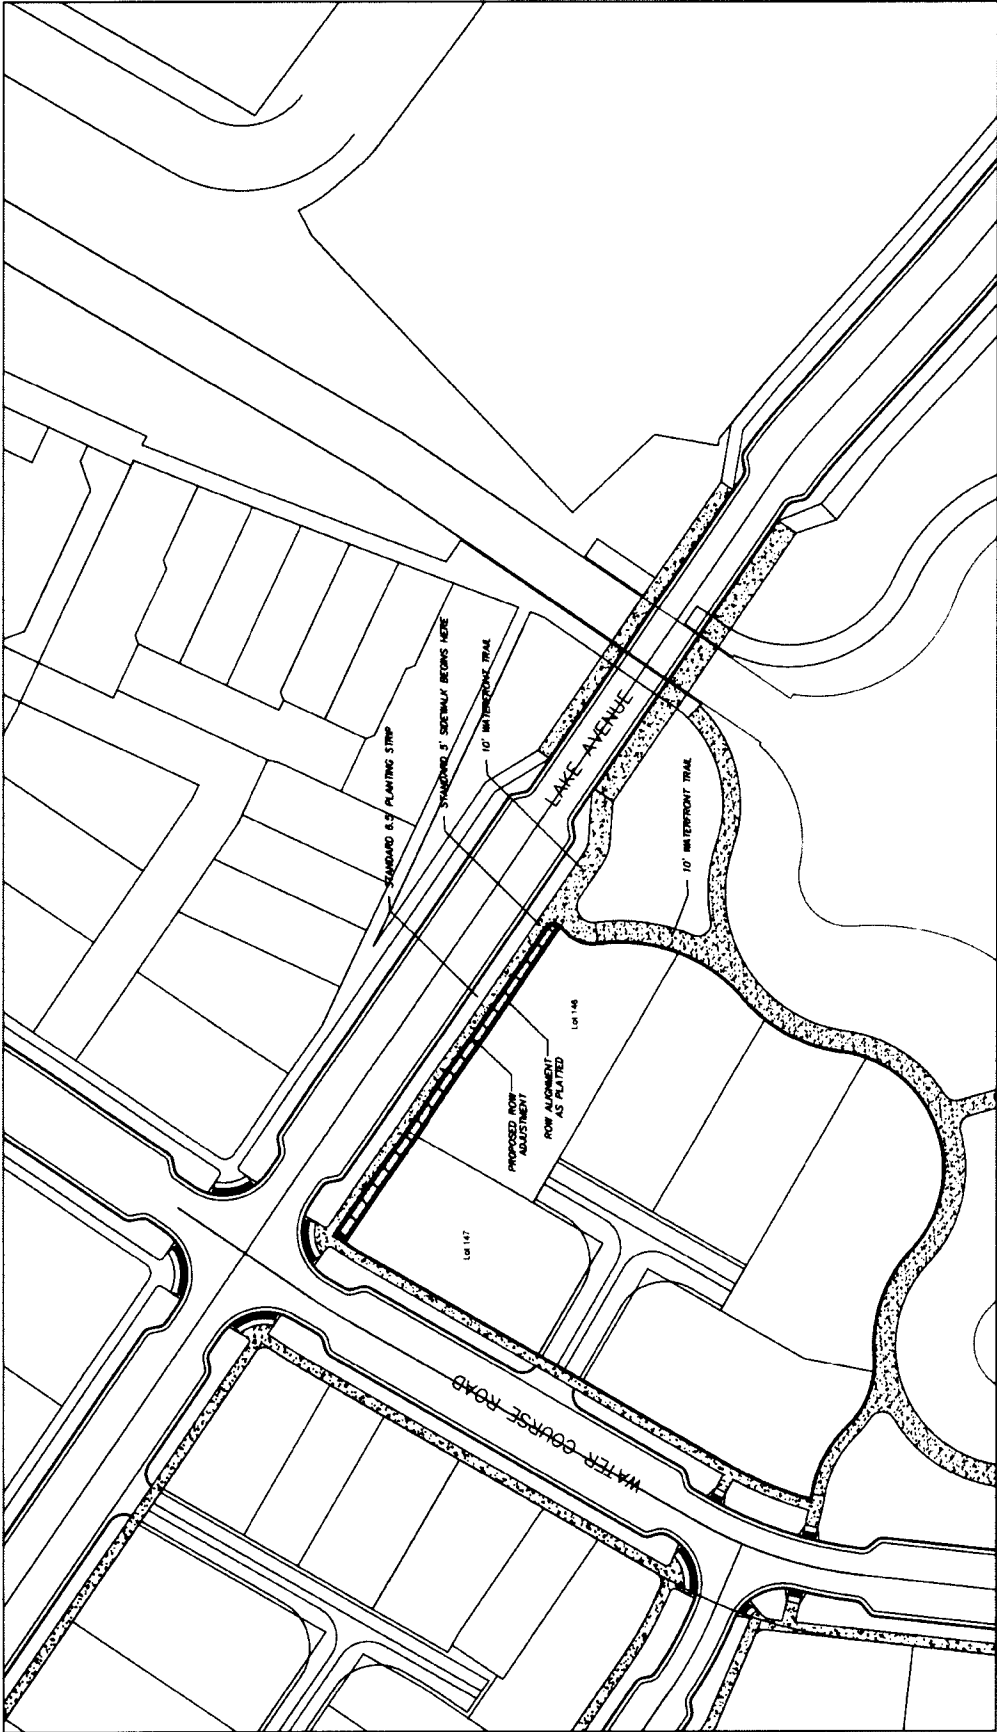 STANDARD 6.5' PLANTING STRIP
STANDARD 5' SIDEWALK BEGINS HERE
10' WATERFRONT TRAIL
LAKE AVENUE
10' WATERFRONT TRAIL
Lot 146
ROW ALIGNMENT
AS PLATTED
PROPOSED ROW
ADJUSTMENT
Lot 147
WATER COURSE ROAD